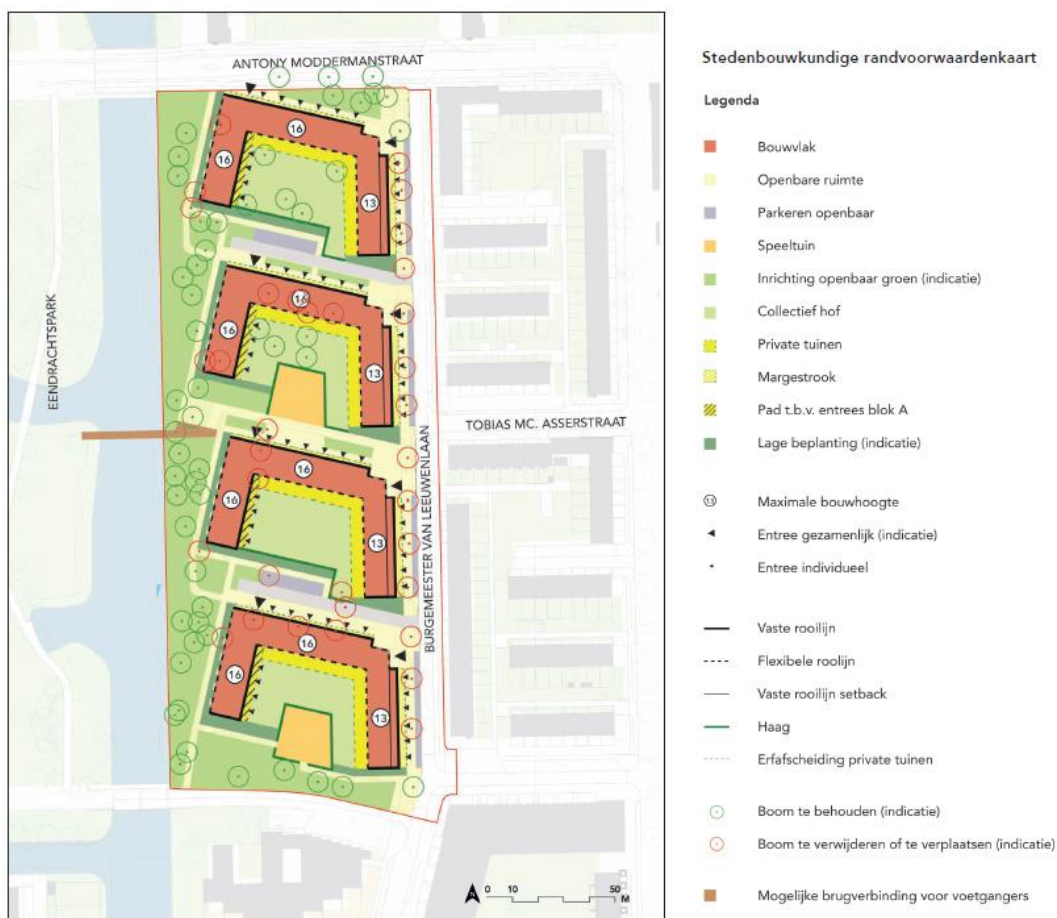 ANTONY MODDERMANSTRAAT
16
16
13
16
16
13
EENDRACHTSPARK
TOBIAS MC. ASSERSTRAAT
BURGEMEESTER VAN LEEUWENLAAN
16
16
13
16
16
13
0 10 50
M
Stedenbouwkundige randvoorwaardenkaart
Legenda
Bouwvlak
Openbare ruimte
Parkeren openbaar
Speeltuin
Inrichting openbaar groen (indicatie)
Collectief hof
Private tuinen
Margestrook
Pad t.b.v. entrees blok A
Lage beplanting (indicatie)
13 Maximale bouwhoogte
Entree gezamenlijk (indicatie)
Entree individueel
Vaste rooilijn
Flexibele roolijn
Vaste rooilijn setback
Haag
Erfafscheiding private tuinen
Boom te behouden (indicatie)
Boom te verwijderen of te verplaatsen (indicatie)
Mogelijke brugverbinding voor voetgangers